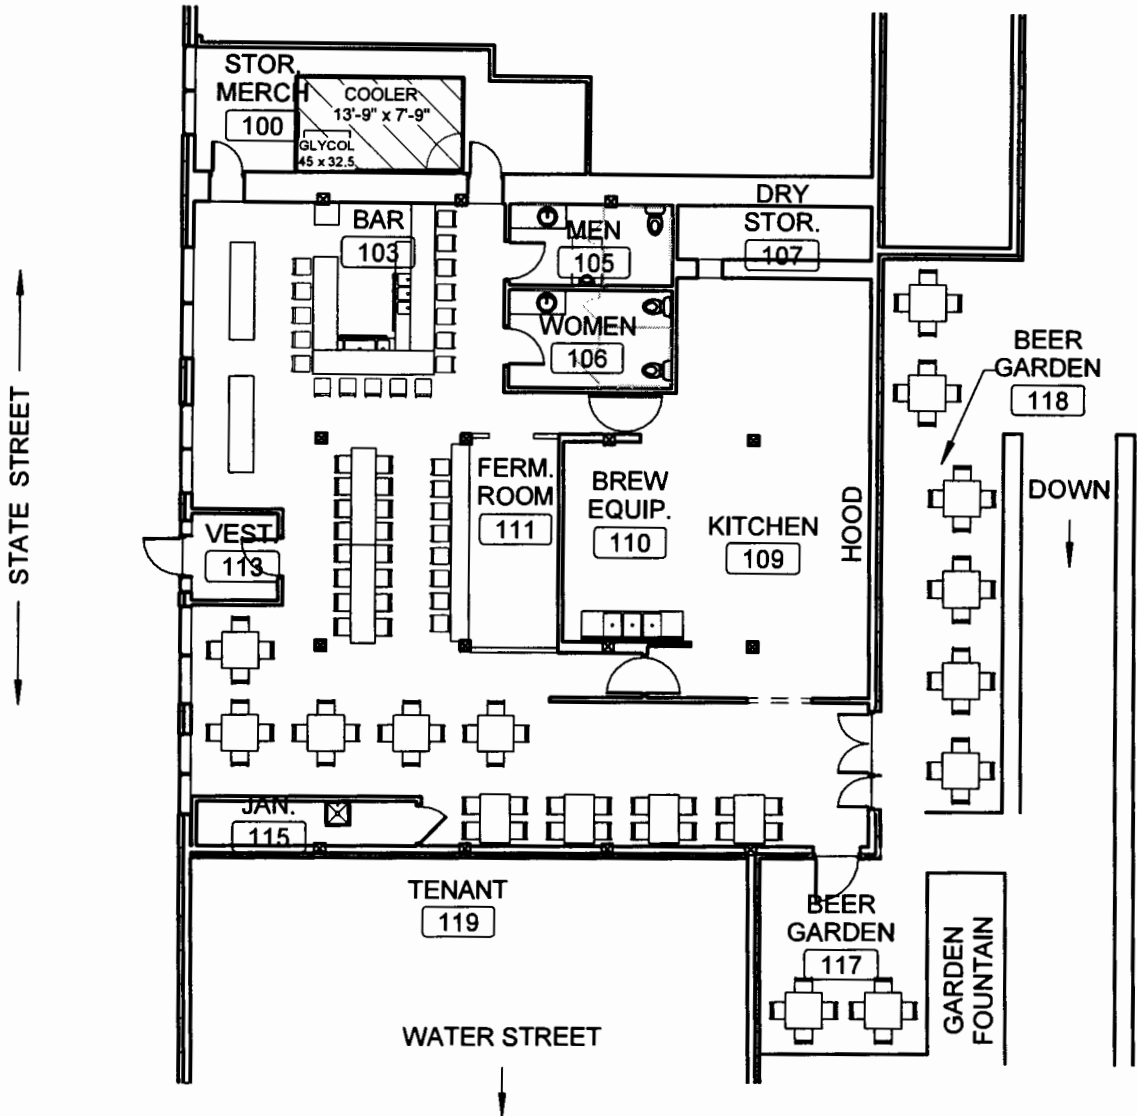 STOR.
MERCH
100
COOLER
13'-9" x 7'-9"
GLYCOL
45 x 32.5
BAR
103
MEN
105
DRY
STOR.
107
WOMEN
106
BEER
GARDEN
118
STATE STREET
FERM.
ROOM
111
BREW
EQUIP.
110
KITCHEN
109
HOOD
DOWN
VEST.
113
JAN.
115
TENANT
119
BEER
GARDEN
117
GARDEN
FOUNTAIN
WATER STREET